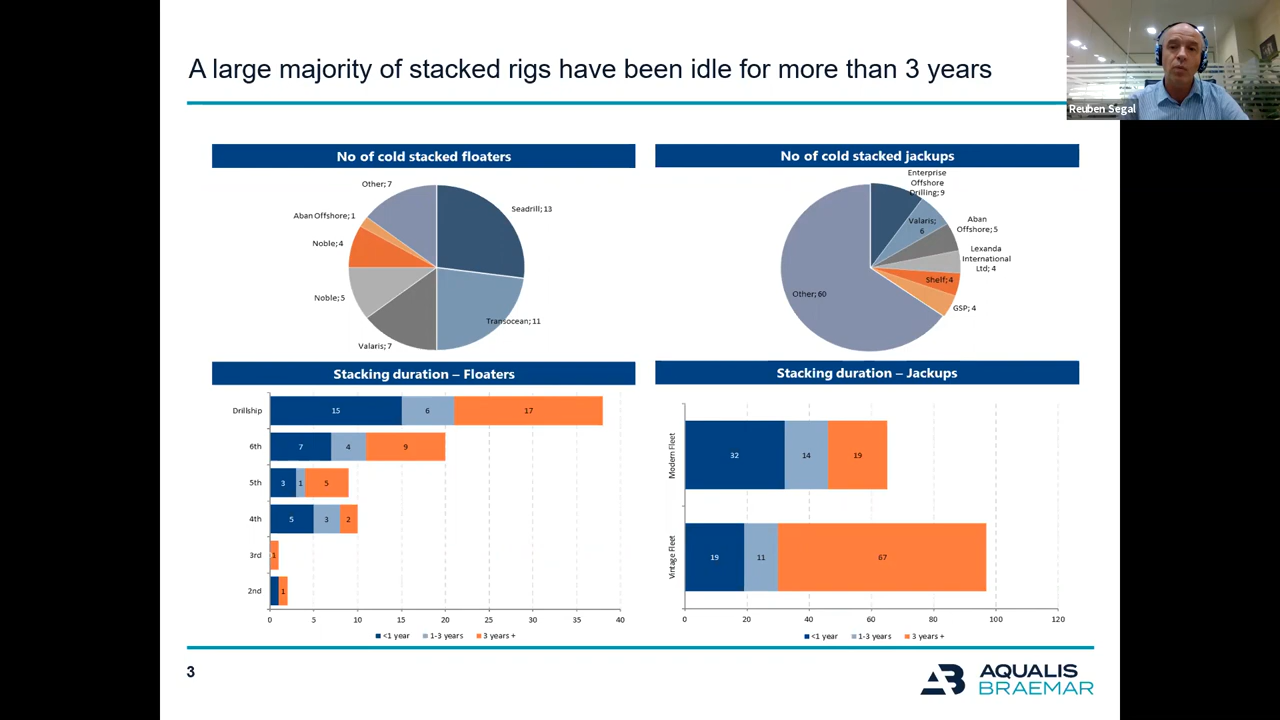 A large majority of stacked rigs have been idle for more than 3 years
Reuben Segal
No of cold stacked floaters
Other; 7
Seadrill; 13
Aban Offshore; 1
Noble; 4
Noble; 5
Transocean; 11
Valaris; 7
No of cold stacked jackups
Enterprise
Offshore
Drilling; 9
Valaris;
6
Aban
Offshore; 5
Lexanda
International
Ltd; 4
Shelf; 4
Other; 60
GSP; 4
Stacking duration – Floaters
Drillship 15 6 17
6th 7 4 9
5th 3 1 5
4th 5 3 2
3rd 1
2nd 1
0 5 10 15 20 25 30 35 40
<1 year 1-3 years 3 years +
Stacking duration – Jackups
Modern Fleet 32 14 19
Vintage Fleet 19 11 67
0 20 40 60 80 100 120
<1 year 1-3 years 3 years +
3
AQUALIS
BRAEMAR